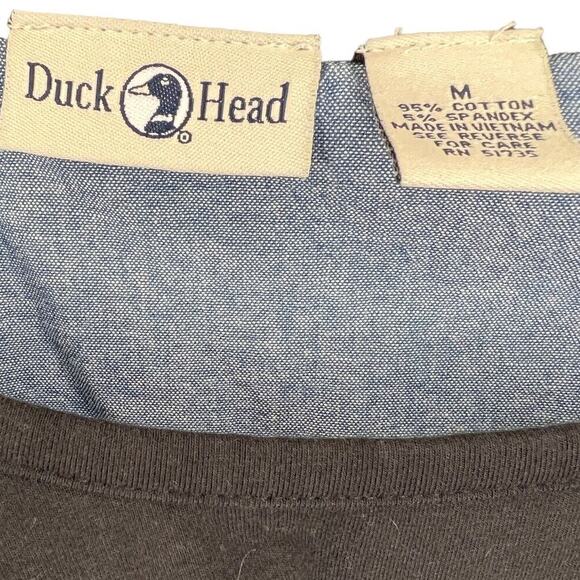 Duck Head
M
95% COTTON
5% SPANDEX
MADE IN VIETNAM
SEE REVERSE
FOR CARE
RN 51735